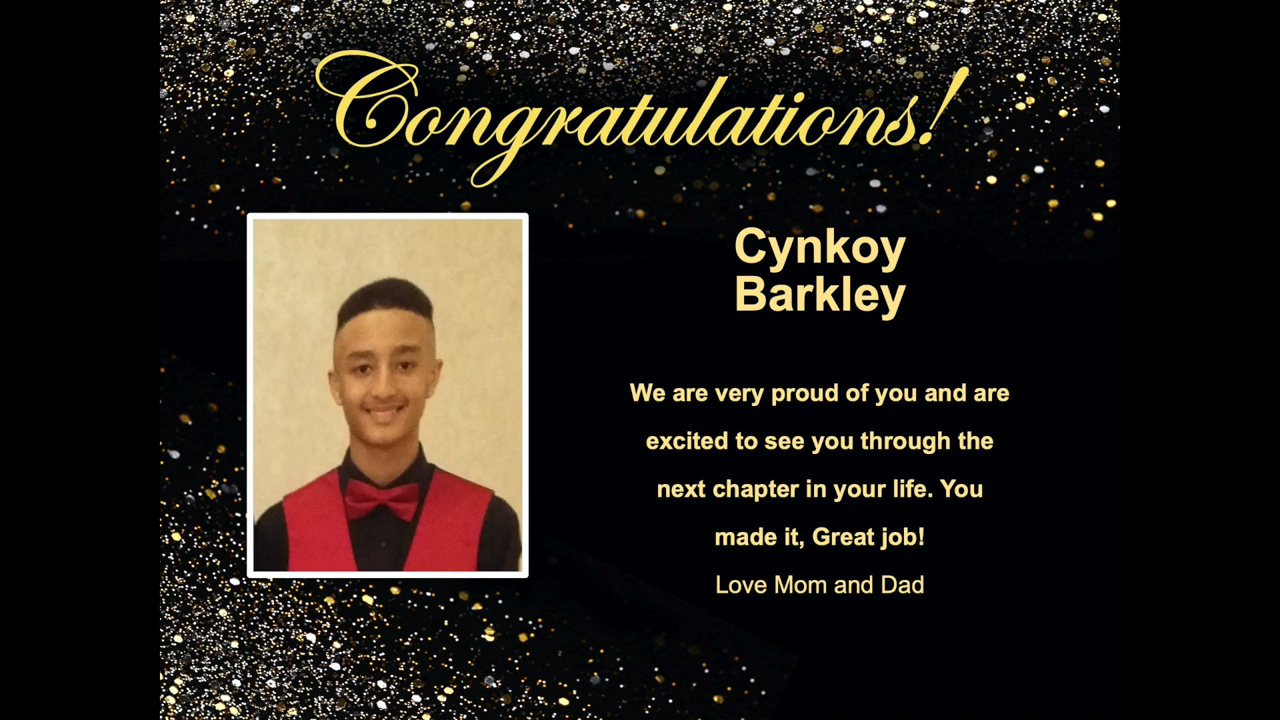 Congratulations!
Cynkoy
Barkley
We are very proud of you and are
excited to see you through the
next chapter in your life. You
made it, Great job!
Love Mom and Dad